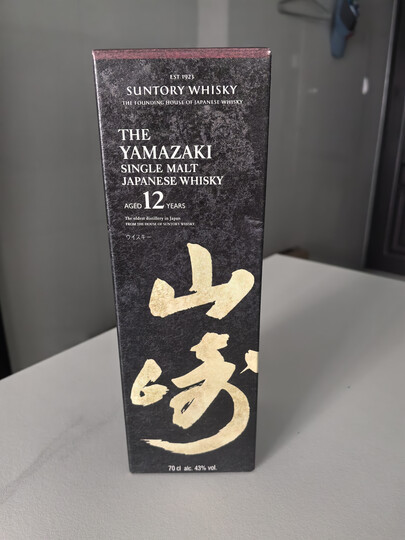 EST 1923
SUNTORY WHISKY
THE FOUNDING HOUSE OF JAPANESE WHISKY
THE
YAMAZAKI
SINGLE MALT
JAPANESE WHISKY
AGED 12 YEARS
The oldest distillery in Japan
FROM THE HOUSE OF SUNTORY WHISKY
ウイスキー
山
崎
70 cl alc. 43% vol.